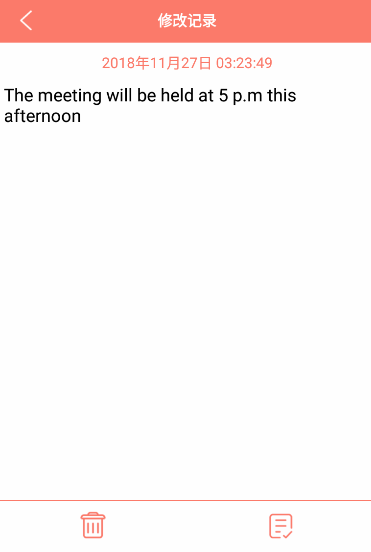 修改记录
2018年11月27日 03:23:49
The meeting will be held at 5 p.m this
afternoon